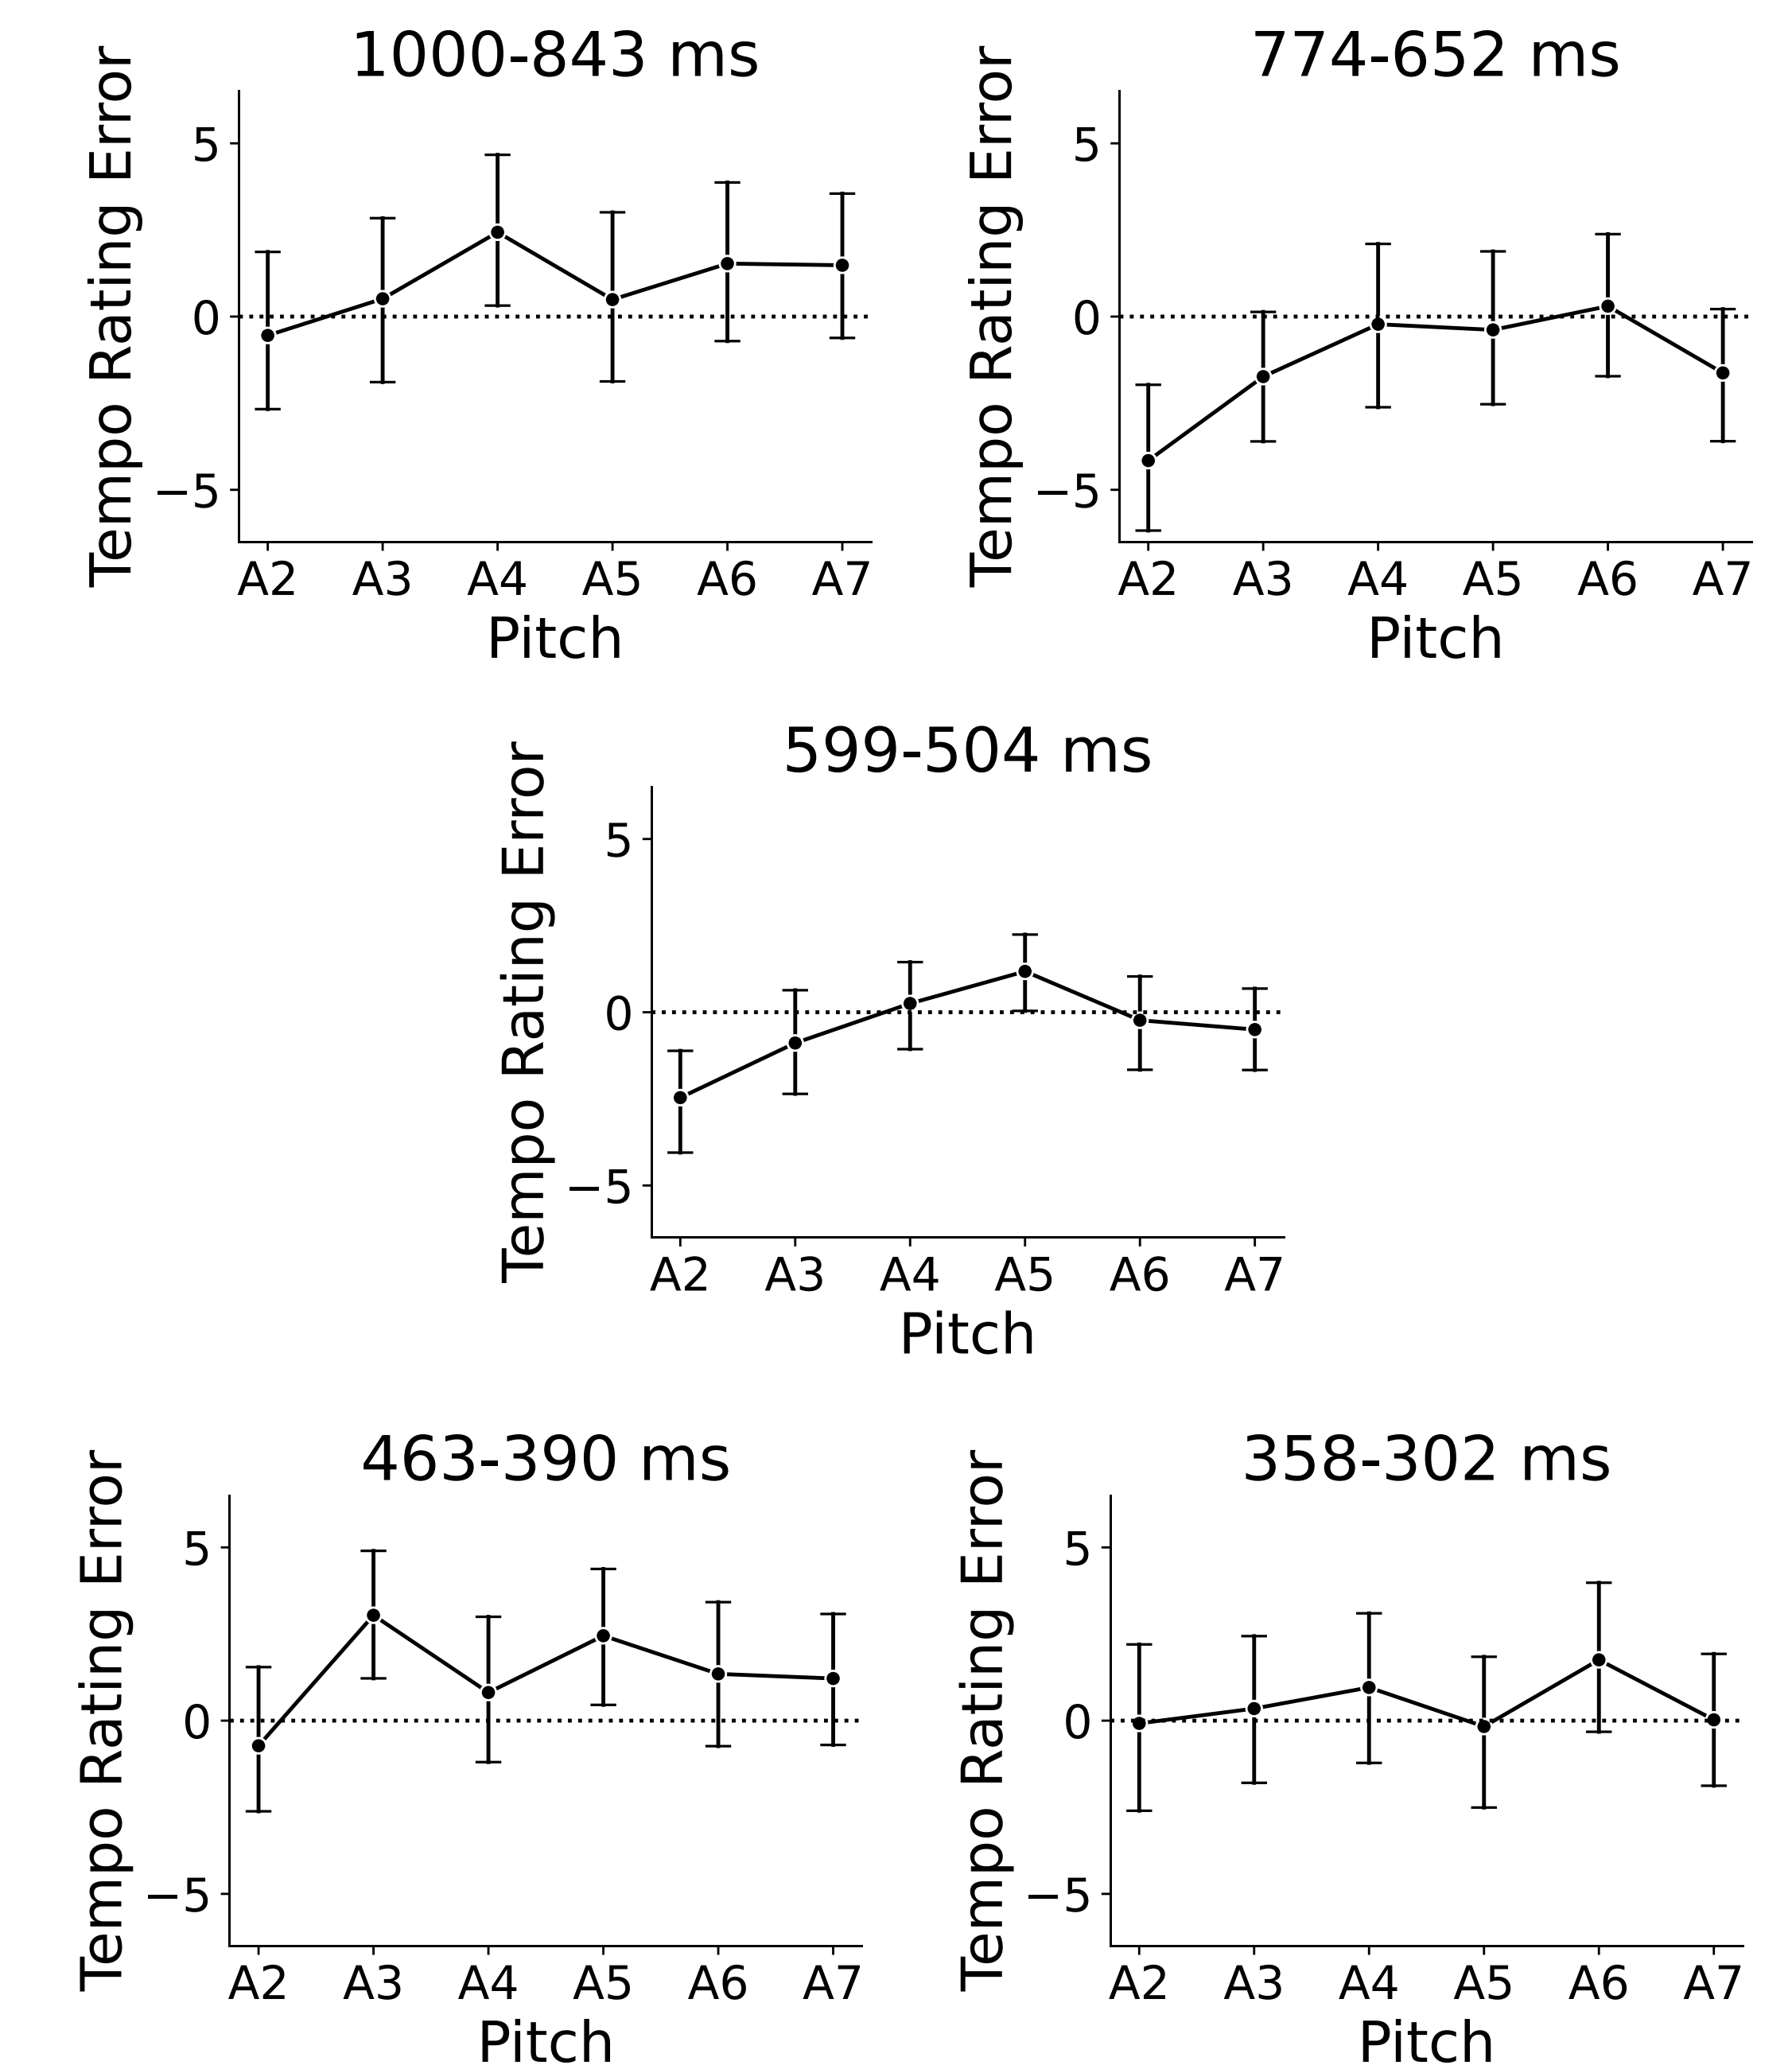 1000-843 ms
Tempo Rating Error
5
0
−5
A2 A3 A4 A5 A6 A7
Pitch
774-652 ms
Tempo Rating Error
5
0
−5
A2 A3 A4 A5 A6 A7
Pitch
599-504 ms
Tempo Rating Error
5
0
−5
A2 A3 A4 A5 A6 A7
Pitch
463-390 ms
Tempo Rating Error
5
0
−5
A2 A3 A4 A5 A6 A7
Pitch
358-302 ms
Tempo Rating Error
5
0
−5
A2 A3 A4 A5 A6 A7
Pitch